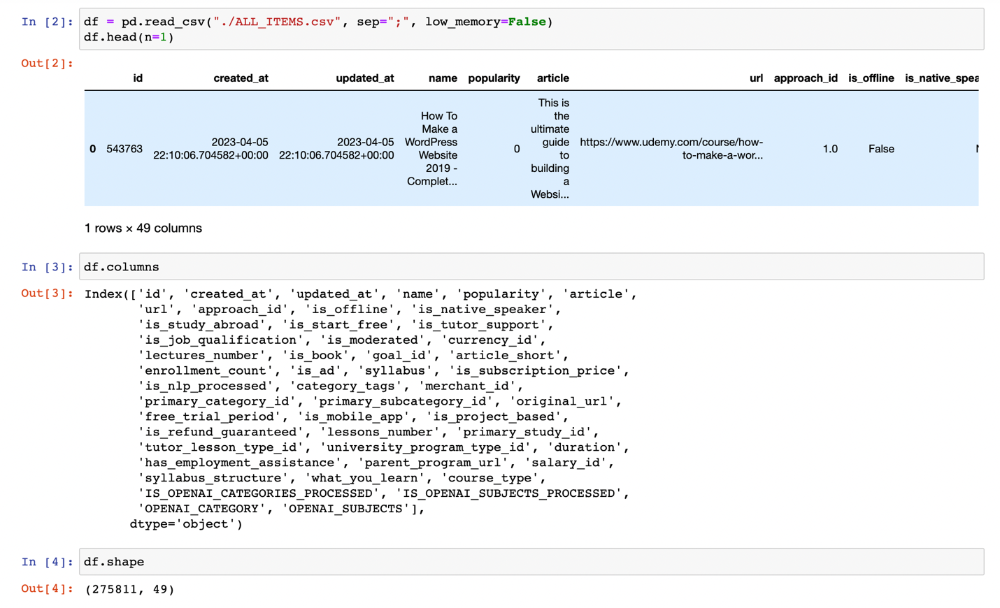 In [2]: df = pd.read_csv("./ALL_ITEMS.csv", sep=";", low_memory=False)
df.head(n=1)
Out[2]:
id created_at updated_at name popularity article url approach_id is_offline is_native_spea
0 543763 2023-04-05 22:10:06.704582+00:00 2023-04-05 22:10:06.704582+00:00 How To Make a WordPress Website 2019 - Complet... 0 This is the ultimate guide to building a Websi... https://www.udemy.com/course/how-to-make-a-wor... 1.0 False
1 rows × 49 columns
In [3]: df.columns
Out[3]: Index(['id', 'created_at', 'updated_at', 'name', 'popularity', 'article',
'url', 'approach_id', 'is_offline', 'is_native_speaker',
'is_study_abroad', 'is_start_free', 'is_tutor_support',
'is_job_qualification', 'is_moderated', 'currency_id',
'lectures_number', 'is_book', 'goal_id', 'article_short',
'enrollment_count', 'is_ad', 'syllabus', 'is_subscription_price',
'is_nlp_processed', 'category_tags', 'merchant_id',
'primary_category_id', 'primary_subcategory_id', 'original_url',
'free_trial_period', 'is_mobile_app', 'is_project_based',
'is_refund_guaranteed', 'lessons_number', 'primary_study_id',
'tutor_lesson_type_id', 'university_program_type_id', 'duration',
'has_employment_assistance', 'parent_program_url', 'salary_id',
'syllabus_structure', 'what_you_learn', 'course_type',
'IS_OPENAI_CATEGORIES_PROCESSED', 'IS_OPENAI_SUBJECTS_PROCESSED',
'OPENAI_CATEGORY', 'OPENAI_SUBJECTS'],
dtype='object')
In [4]: df.shape
Out[4]: (275811, 49)